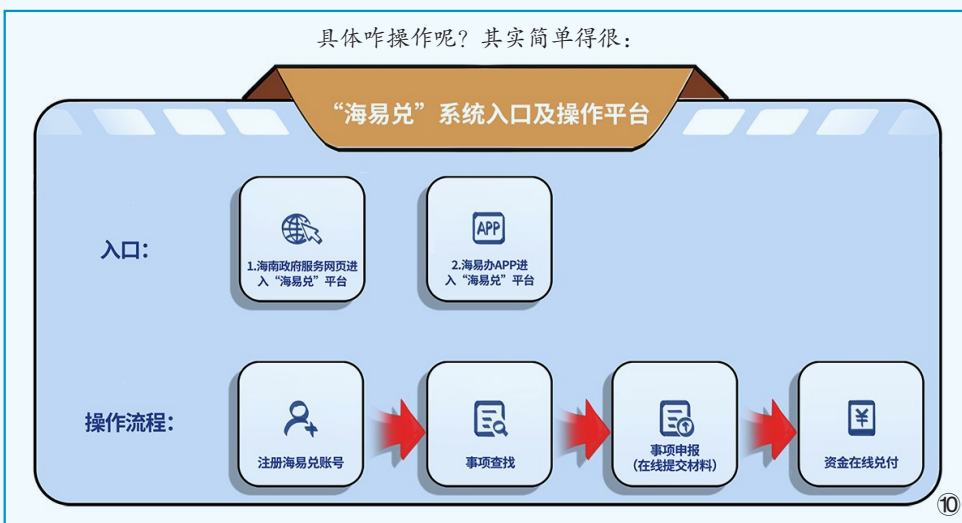 具体咋操作呢？其实简单得很：
“海易兑”系统入口及操作平台
入口：
APP
1.海南政府服务网页进
入“海易兑”平台
2.海易办APP进
入“海易兑”平台
操作流程：
注册海易兑账号
事项查找
事项申报
（在线提交材料）
¥
资金在线兑付
⑩